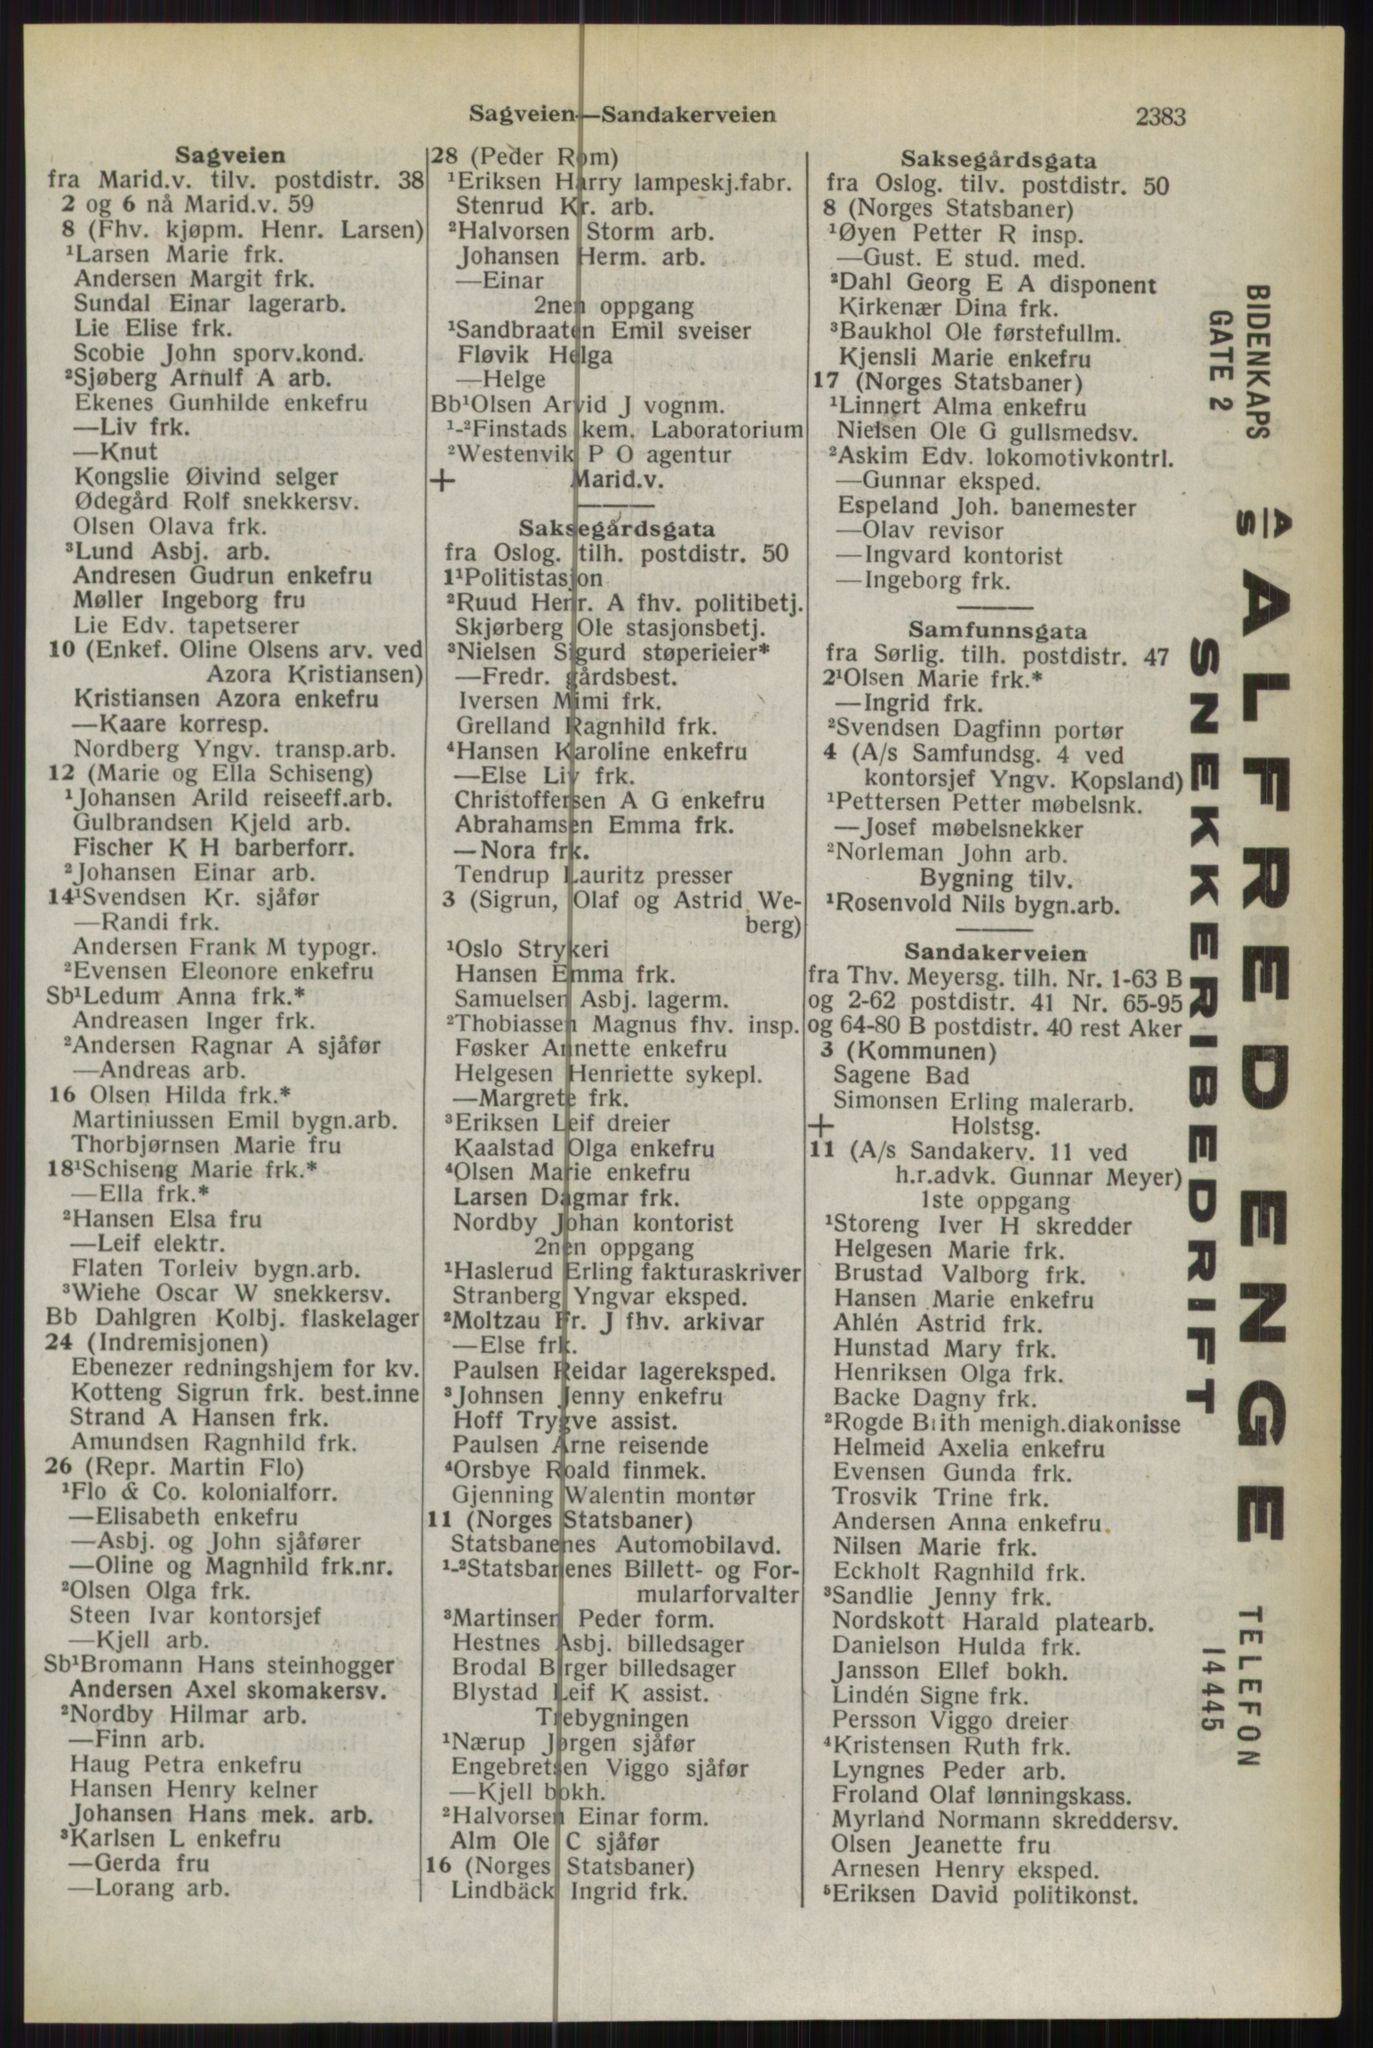 Sagveien—Sandakerveien
2383
Sagveien
fra Marid.v. tilv. postdistr. 38
2 og 6 nå Marid.v. 59
8 (Fhv. kjøpm. Henr. Larsen)
¹Larsen Marie frk.
Andersen Margit frk.
Sundal Einar lagerarb.
Lie Elise frk.
Scobie John sporv.kond.
²Sjøberg Arnulf A arb.
Ekenes Gunhilde enkefru
—Liv frk.
—Knut
Kongslie Øivind selger
Ødegård Rolf snekkersv.
Olsen Olava frk.
³Lund Asbj. arb.
Andresen Gudrun enkefru
Møller Ingeborg fru
Lie Edv. tapetserer
10 (Enkef. Oline Olsens arv. ved
Azora Kristiansen)
Kristiansen Azora enkefru
—Kaare korresp.
Nordberg Yngv. transp.arb.
12 (Marie og Ella Schiseng)
¹Johansen Arild reiseeff.arb.
Gulbrandsen Kjeld arb.
Fischer K H barberforr.
²Johansen Einar arb.
14¹Svendsen Kr. sjåfør
—Randi frk.
Andersen Frank M typogr.
²Evensen Eleonore enkefru
Sb¹Ledum Anna frk.*
Andreasen Inger frk.
²Andersen Ragnar A sjåfør
—Andreas arb.
16 Olsen Hilda frk.*
Martiniussen Emil bygn.arb.
Thorbjørnsen Marie fru
18¹Schiseng Marie frk.*
—Ella frk.*
²Hansen Elsa fru
—Leif elektr.
Flaten Torleiv bygn.arb.
³Wiehe Oscar W snekkersv.
Bb Dahlgren Kolbj. flaskelager
24 (Indremisjonen)
Ebenezer redningshjem for kv.
Kotteng Sigrun frk. best.inne
Strand A Hansen frk.
Amundsen Ragnhild frk.
26 (Repr. Martin Flo)
¹Flo & Co. kolonialforr.
—Elisabeth enkefru
—Asbj. og John sjåfører
—Oline og Magnhild frk.nr.
²Olsen Olga frk.
Steen Ivar kontorsjef
—Kjell arb.
Sb¹Bromann Hans steinhogger
Andersen Axel skomakersv.
²Nordby Hilmar arb.
—Finn arb.
Haug Petra enkefru
Hansen Henry kelner
Johansen Hans mek. arb.
³Karlsen L enkefru
—Gerda fru
—Lorang arb.
28 (Peder Rom)
¹Eriksen Harry lampeskj.fabr.
Stenrud Kr. arb.
²Halvorsen Storm arb.
Johansen Herm. arb.
—Einar
2nen oppgang
¹Sandbraaten Emil sveiser
Fløvik Helga
—Helge
Bb¹Olsen Arvid J vognm.
¹-²Finstads kem. Laboratorium
²Westenvik P O agentur
+ Marid.v.
Saksegårdsgata
fra Oslog. tilh. postdistr. 50
1¹Politistasjon
²Ruud Henr. A fhv. politibetj.
Skjørberg Ole stasjonsbetj.
³Nielsen Sigurd støperieier*
—Fredr. gårdsbest.
Iversen Mimi frk.
Grelland Ragnhild frk.
⁴Hansen Karoline enkefru
—Else Liv frk.
Christoffersen A G enkefru
Abrahamsen Emma frk.
—Nora frk.
Tendrup Lauritz presser
3 (Sigrun, Olaf og Astrid We-
berg)
¹Oslo Strykeri
Hansen Emma frk.
Samuelsen Asbj. lagerm.
²Thobiassen Magnus fhv. insp.
Føsker Annette enkefru
Helgesen Henriette sykepl.
—Margrete frk.
³Eriksen Leif dreier
Kaalstad Olga enkefru
⁴Olsen Marie enkefru
Larsen Dagmar frk.
Nordby Johan kontorist
2nen oppgang
¹Haslerud Erling fakturaskriver
Stranberg Yngvar eksped.
²Moltzau Fr. J fhv. arkivar
—Else frk.
Paulsen Reidar lagereksped.
³Johnsen Jenny enkefru
Hoff Trygve assist.
Paulsen Arne reisende
⁴Orsbye Roald finmek.
Gjenning Walentin montør
11 (Norges Statsbaner)
Statsbanenes Automobilavd.
¹-²Statsbanenes Billett- og For-
mularforvalter
³Martinsen Peder form.
Hestnes Asbj. billedsager
Brodal Birger billedsager
Blystad Leif K assist.
Trebygningen
¹Nærup Jørgen sjåfør
Engebretsen Viggo sjåfør
—Kjell bokh.
²Halvorsen Einar form.
Alm Ole C sjåfør
16 (Norges Statsbaner)
Lindbäck Ingrid frk.
Saksegårdsgata
fra Oslog. tilv. postdistr. 50
8 (Norges Statsbaner)
¹Øyen Petter R insp.
—Gust. E stud. med.
²Dahl Georg E A disponent
Kirkenær Dina frk.
³Baukhol Ole førstefullm.
Kjensli Marie enkefru
17 (Norges Statsbaner)
¹Linnert Alma enkefru
Nielsen Ole G gullsmedsv.
²Askim Edv. lokomotivkontrl.
—Gunnar eksped.
Espeland Joh. banemester
—Olav revisor
—Ingvard kontorist
—Ingeborg frk.
Samfunnsgata
fra Sørlig. tilh. postdistr. 47
2¹Olsen Marie frk.*
—Ingrid frk.
²Svendsen Dagfinn portør
4 (A/s Samfundsg. 4 ved
kontorsjef Yngv. Kopsland)
¹Pettersen Petter møbelsnk.
—Josef møbelsnekker
²Norleman John arb.
Bygning tilv.
¹Rosenvold Nils bygn.arb.
Sandakerveien
fra Thv. Meyersg. tilh. Nr. 1-63 B
og 2-62 postdistr. 41 Nr. 65-95
og 64-80 B postdistr. 40 rest Aker
3 (Kommunen)
Sagene Bad
Simonsen Erling malerarb.
+ Holstsg.
11 (A/s Sandakerv. 11 ved
h.r.advk. Gunnar Meyer)
1ste oppgang
¹Storeng Iver H skredder
Helgesen Marie frk.
Brustad Valborg frk.
Hansen Marie enkefru
Ahlén Astrid frk.
Hunstad Mary frk.
Henriksen Olga frk.
Backe Dagny frk.
²Rogde menigh.diakonisse
Helmeid Axelia enkefru
Evensen Gunda frk.
Trosvik Trine frk.
Andersen Anna enkefru
Nilsen Marie frk.
Eckholt Ragnhild frk.
³Sandlie Jenny frk.
Nordskott Harald platearb.
Danielson Hulda frk.
Jansson Ellef bokh.
Lindén Signe frk.
Persson Viggo dreier
⁴Kristensen Ruth frk.
Lyngnes Peder arb.
Froland Olaf lønningskass.
Myrland Normann skreddersv.
Olsen Jeanette fru
Arnesen Henry eksped.
⁵Eriksen David politikonst.
BIDENKAPS
GATE 2
A/S ALFRED ENGE
SNEKKERIBEDRIFT
TELEFON
14445